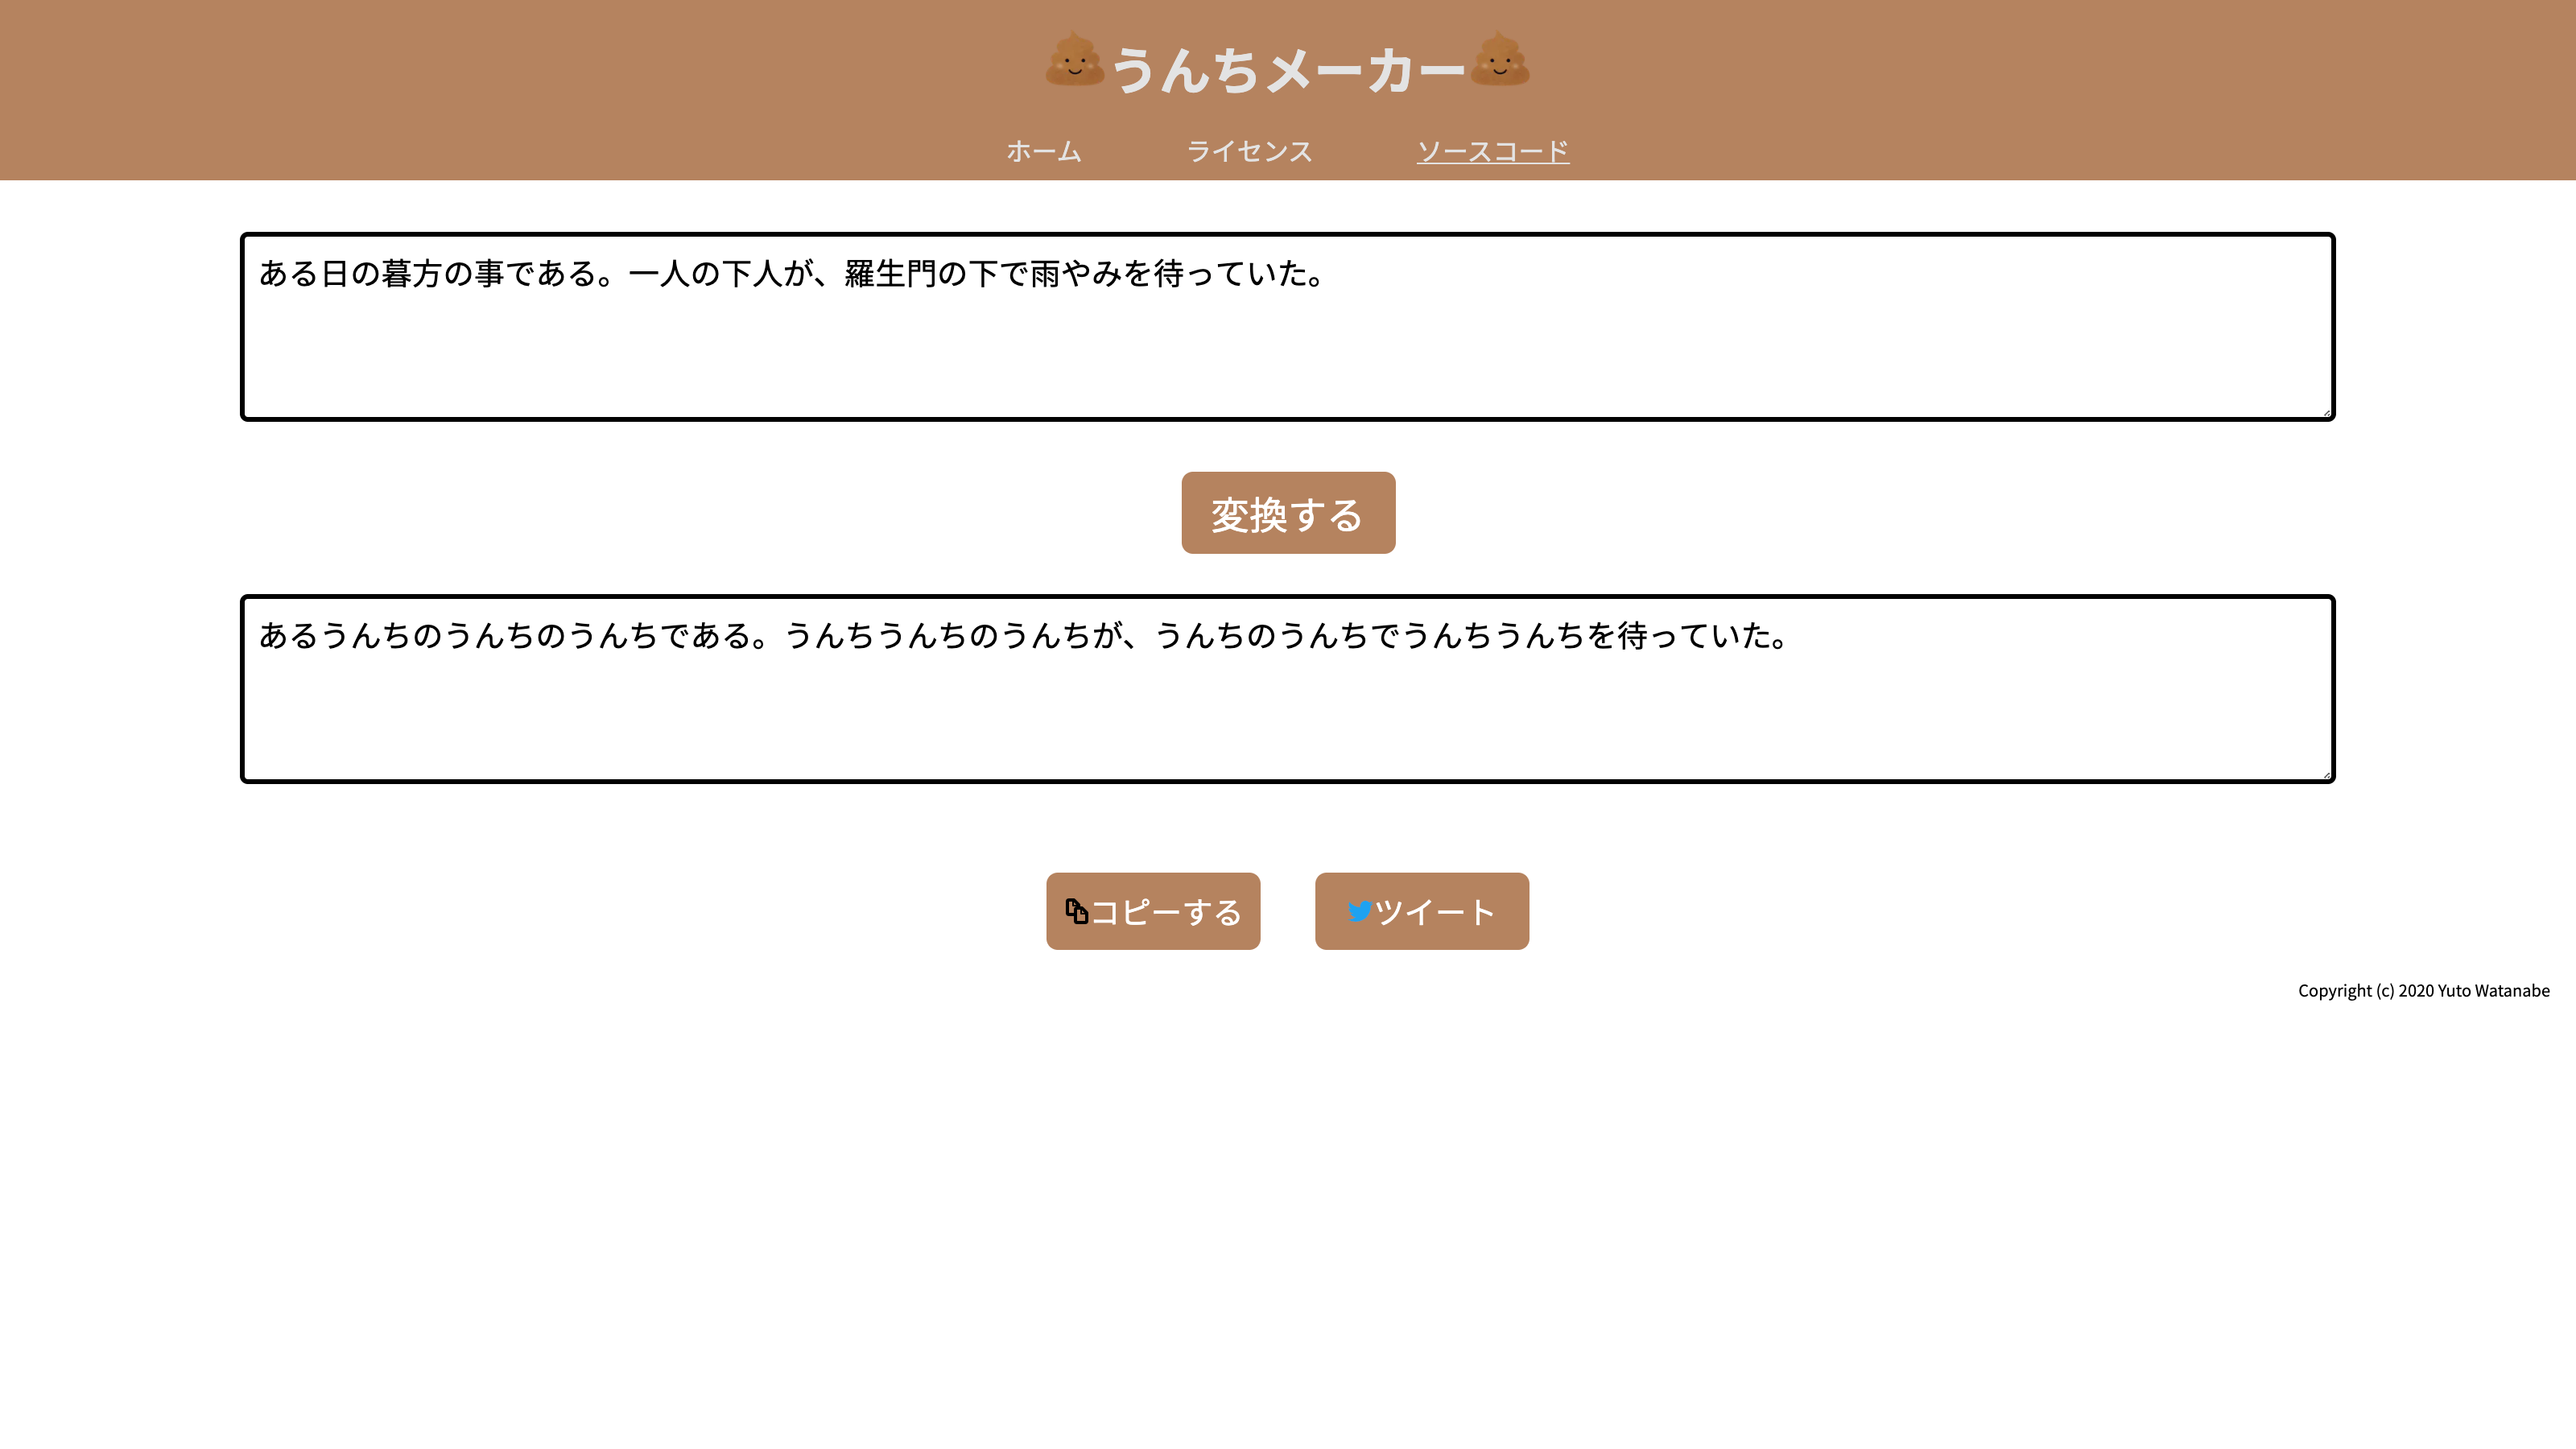 うんちメーカー
ホーム ライセンス ソースコード
ある日の暮方の事である。一人の下人が、羅生門の下で雨やみを待っていた。
変換する
あるうんちのうんちのうんちである。うんちうんちのうんちが、うんちのうんちでうんちうんちを待っていた。
コピーする ツイート
Copyright (c) 2020 Yuto Watanabe